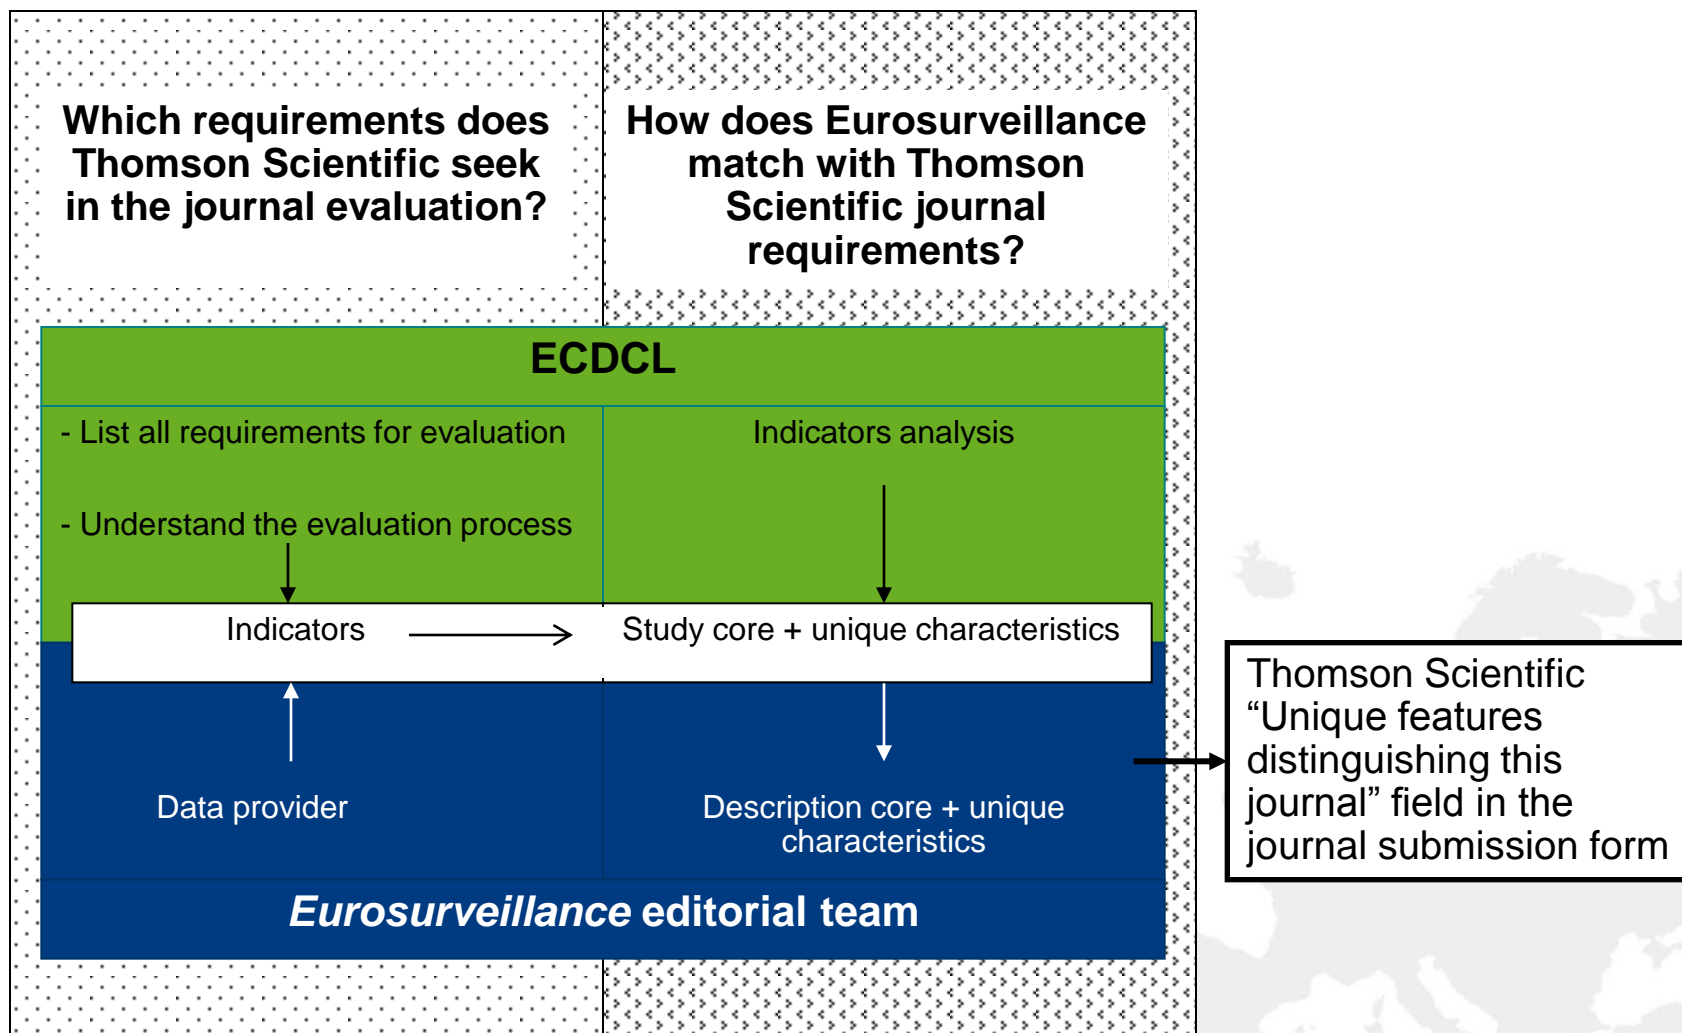 Which requirements does
Thomson Scientific seek
in the journal evaluation?
How does Eurosurveillance
match with Thomson
Scientific journal
requirements?
ECDCL
- List all requirements for evaluation
- Understand the evaluation process
Indicators analysis
Indicators
Study core + unique characteristics
Data provider
Description core + unique
characteristics
Eurosurveillance editorial team
Thomson Scientific
“Unique features
distinguishing this
journal” field in the
journal submission form